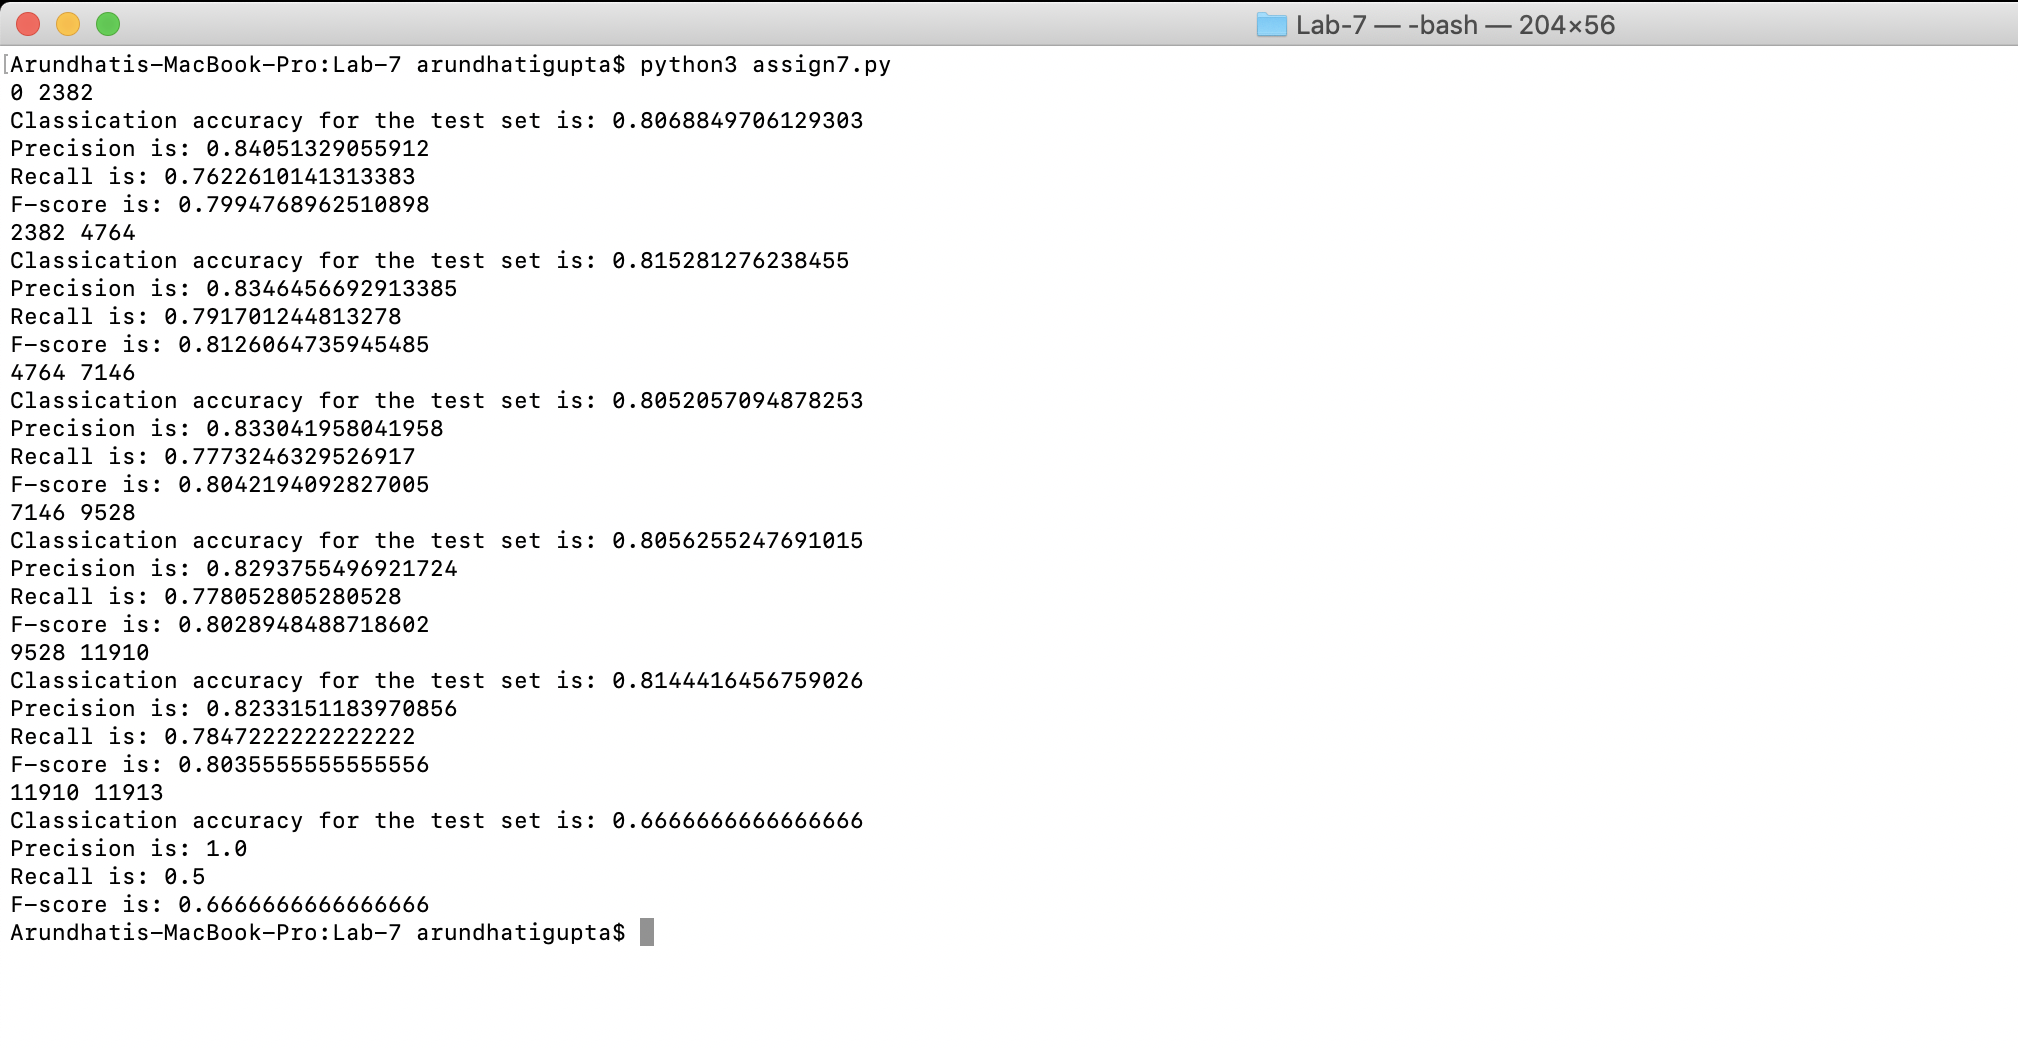 Lab-7 — -bash — 204×56
Arundhatis-MacBook-Pro:Lab-7 arundhatigupta$ python3 assign7.py
0 2382
Classication accuracy for the test set is: 0.8068849706129303
Precision is: 0.84051329055912
Recall is: 0.7622610141313383
F-score is: 0.7994768962510898
2382 4764
Classication accuracy for the test set is: 0.815281276238455
Precision is: 0.8346456692913385
Recall is: 0.791701244813278
F-score is: 0.8126064735945485
4764 7146
Classication accuracy for the test set is: 0.8052057094878253
Precision is: 0.833041958041958
Recall is: 0.7773246329526917
F-score is: 0.8042194092827005
7146 9528
Classication accuracy for the test set is: 0.8056255247691015
Precision is: 0.8293755496921724
Recall is: 0.778052805280528
F-score is: 0.8028948488718602
9528 11910
Classication accuracy for the test set is: 0.8144416456759026
Precision is: 0.8233151183970856
Recall is: 0.7847222222222222
F-score is: 0.8035555555555556
11910 11913
Classication accuracy for the test set is: 0.6666666666666666
Precision is: 1.0
Recall is: 0.5
F-score is: 0.6666666666666666
Arundhatis-MacBook-Pro:Lab-7 arundhatigupta$